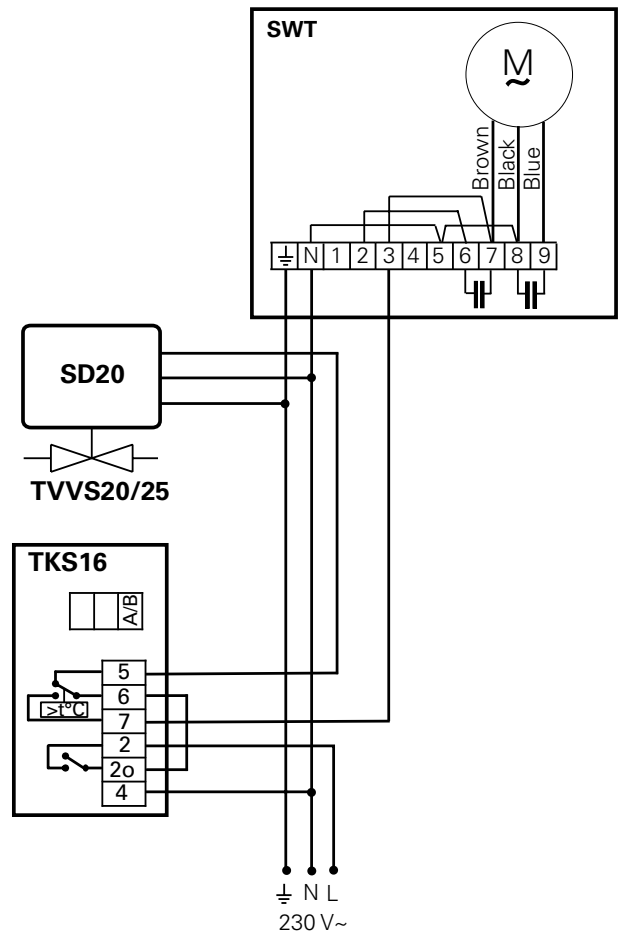 SWT
M
~
Brown
Black
Blue
⏚ N 1 2 3 4 5 6 7 8 9
SD20
TVVS20/25
TKS16
A/B
5
6
>t°C
7
2
2o
4
⏚ N L
230 V~